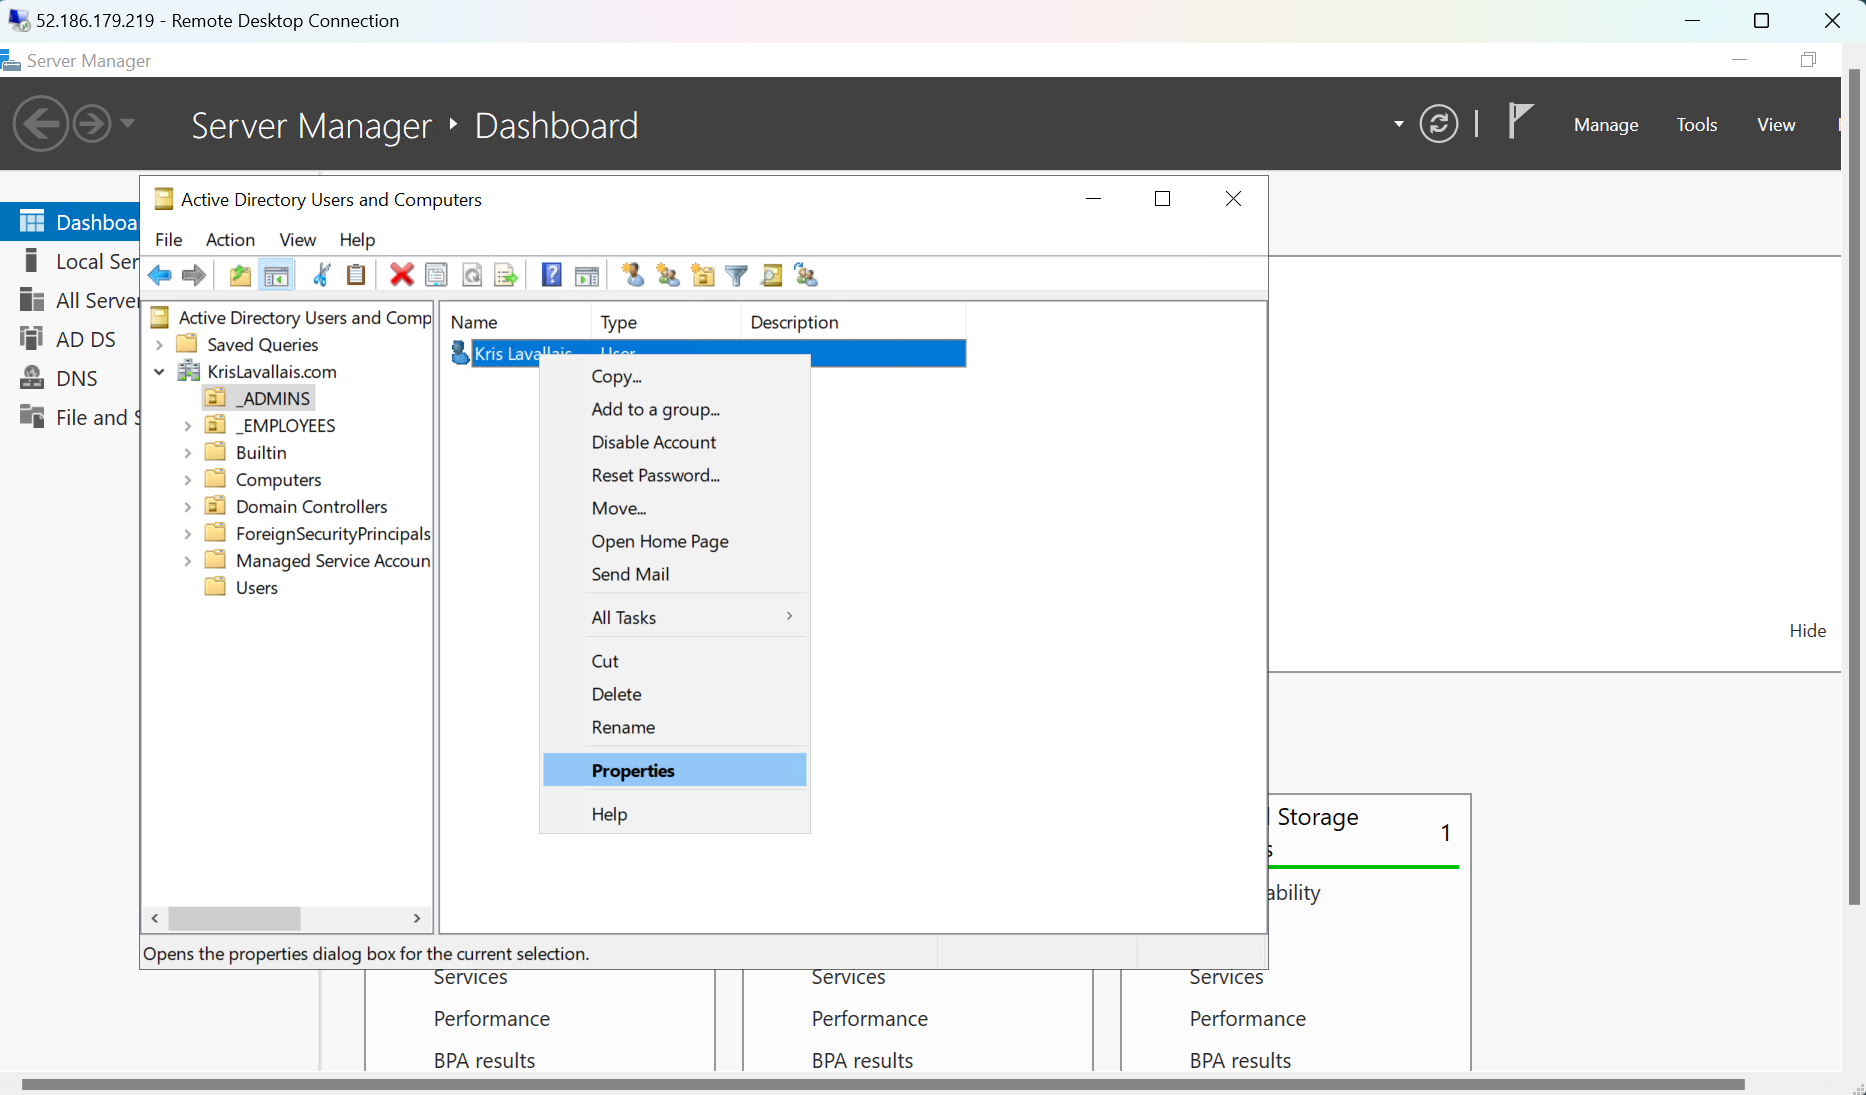 52.186.179.219 - Remote Desktop Connection
Server Manager
Server Manager Dashboard
Manage Tools View
Active Directory Users and Computers
File Action View Help
Dashboa
Local Ser
All Server
AD DS
DNS
File and S
Active Directory Users and Comp
Saved Queries
KrisLavallais.com
_ADMINS
_EMPLOYEES
Builtin
Computers
Domain Controllers
ForeignSecurityPrincipals
Managed Service Accoun
Users
Name Type Description
Kris Lavallais User
Copy...
Add to a group...
Disable Account
Reset Password...
Move...
Open Home Page
Send Mail
All Tasks
Cut
Delete
Rename
Properties
Help
Opens the properties dialog box for the current selection.
Hide
Storage
s
1
ability
Services Services Services
Performance Performance Performance
BPA results BPA results BPA results